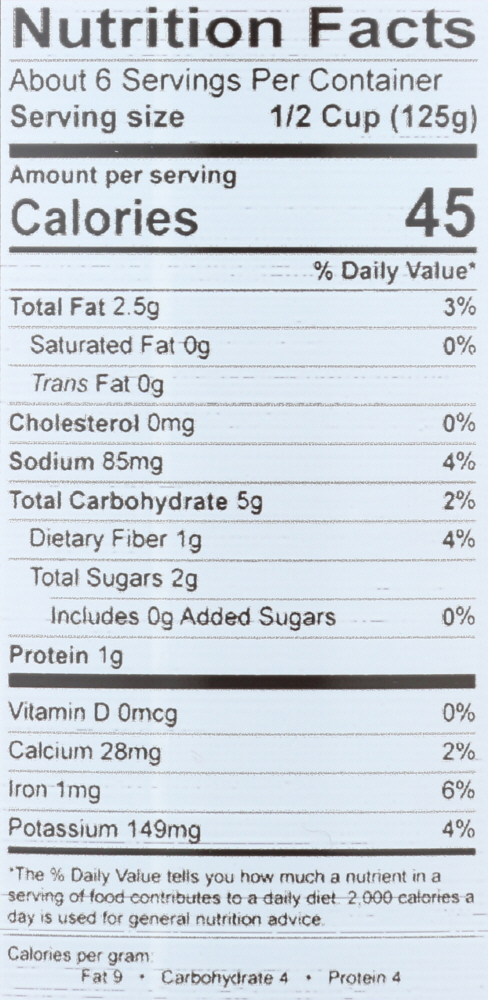 Nutrition Facts
About 6 Servings Per Container
Serving size 1/2 Cup (125g)
Amount per serving
Calories 45
% Daily Value*
Total Fat 2.5g 3%
Saturated Fat 0g 0%
Trans Fat 0g
Cholesterol 0mg 0%
Sodium 85mg 4%
Total Carbohydrate 5g 2%
Dietary Fiber 1g 4%
Total Sugars 2g
Includes 0g Added Sugars 0%
Protein 1g
Vitamin D 0mcg 0%
Calcium 28mg 2%
Iron 1mg 6%
Potassium 149mg 4%
*The % Daily Value tells you how much a nutrient in a
serving of food contributes to a daily diet. 2,000 calories a
day is used for general nutrition advice.
Calories per gram:
Fat 9 • Carbohydrate 4 • Protein 4